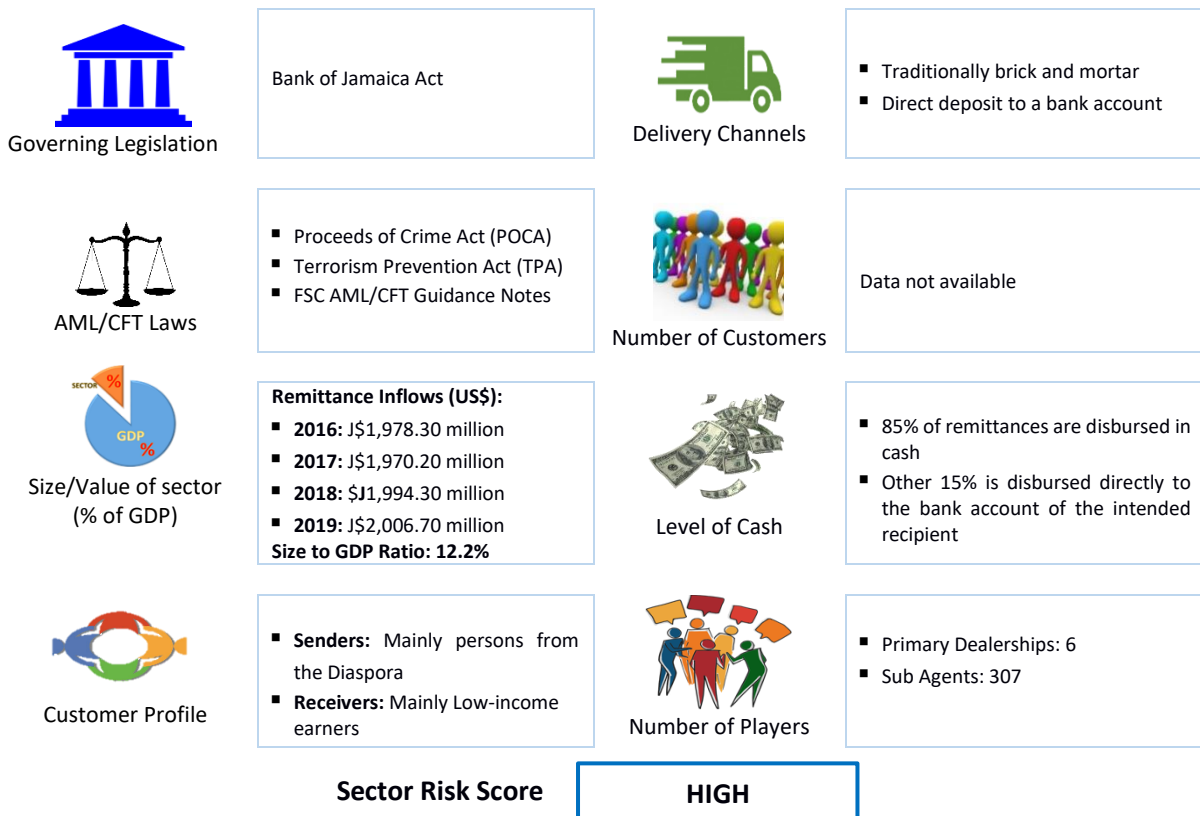 Governing Legislation
Bank of Jamaica Act
Delivery Channels
▪ Traditionally brick and mortar
▪ Direct deposit to a bank account
AML/CFT Laws
▪ Proceeds of Crime Act (POCA)
▪ Terrorism Prevention Act (TPA)
▪ FSC AML/CFT Guidance Notes
Number of Customers
Data not available
SECTOR %
GDP
%
Size/Value of sector
(% of GDP)
Remittance Inflows (US$):
▪ 2016: J$1,978.30 million
▪ 2017: J$1,970.20 million
▪ 2018: $J1,994.30 million
▪ 2019: J$2,006.70 million
Size to GDP Ratio: 12.2%
Level of Cash
▪ 85% of remittances are disbursed in
cash
▪ Other 15% is disbursed directly to
the bank account of the intended
recipient
Customer Profile
▪ Senders: Mainly persons from
the Diaspora
▪ Receivers: Mainly Low-income
earners
Number of Players
▪ Primary Dealerships: 6
▪ Sub Agents: 307
Sector Risk Score
HIGH